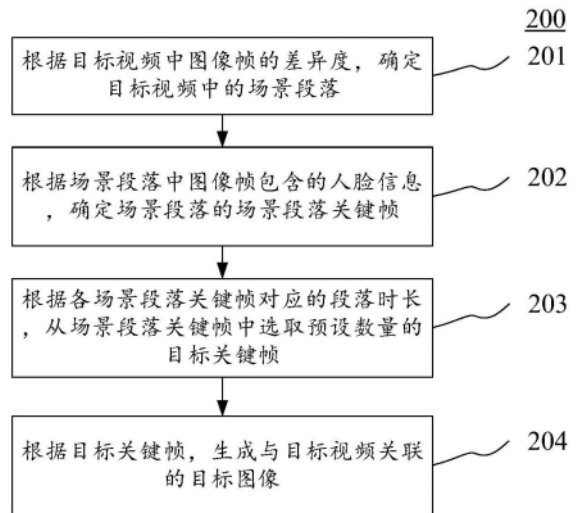 200
根据目标视频中图像帧的差异度，确定
目标视频中的场景段落
201
根据场景段落中图像帧包含的人脸信息
，确定场景段落的场景段落关键帧
202
根据各场景段落关键帧对应的段落时长
，从场景段落关键帧中选取预设数量的
目标关键帧
203
根据目标关键帧，生成与目标视频关联
的目标图像
204